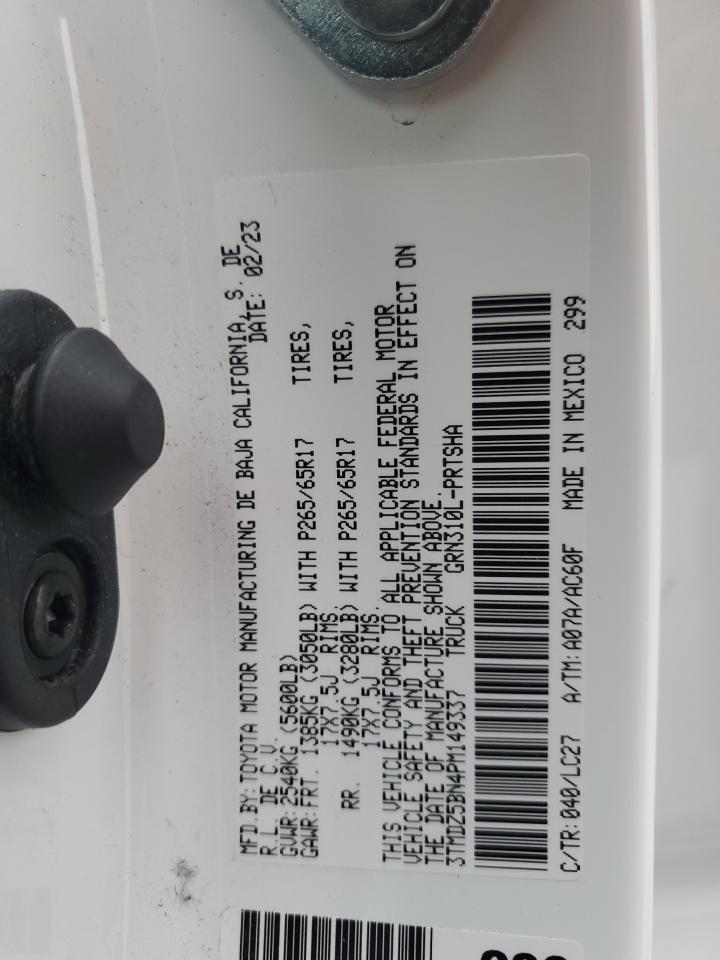 MFD.BY:TOYOTA MOTOR MANUFACTURING DE BAJA CALIFORNIA, S. DE
R.L. DE C.V. DATE: 02/23
GVWR:2540KG (5600LB)
GAWR:FRT. 1385KG (3050LB) WITH P265/65R17 TIRES,
17X7.5J RIMS
RR. 1490KG (3280LB) WITH P265/65R17 TIRES,
17X7.5J RIMS.
THIS VEHICLE CONFORMS TO ALL APPLICABLE FEDERAL MOTOR
VEHICLE SAFETY AND THEFT PREVENTION STANDARDS IN EFFECT ON
THE DATE OF MANUFACTURE SHOWN ABOVE.
3TMDZ5BN4PM149337 TRUCK GRN310L-PRTSHA
C/TR:040/LC27 A/TM:A07A/AC60F MADE IN MEXICO 299